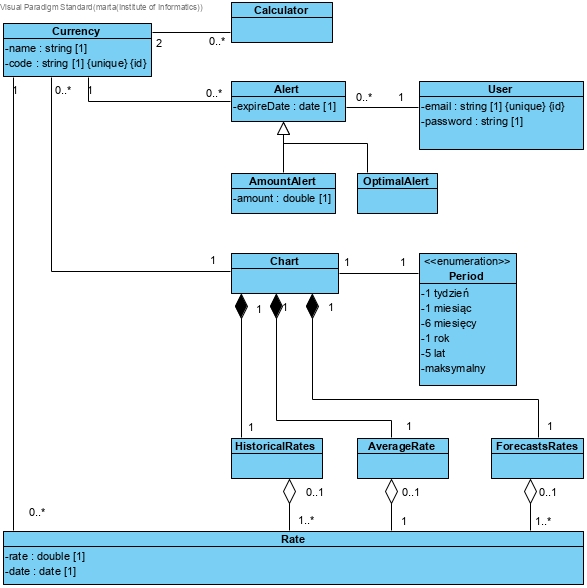 Visual Paradigm Standard(marta(Institute of Informatics))
Currency
-name : string [1]
-code : string [1] {unique} {id}
2
0..*
Calculator
1
0..*
1
0..*
Alert
-expireDate : date [1]
0..*
1
User
-email : string [1] {unique} {id}
-password : string [1]
AmountAlert
-amount : double [1]
OptimalAlert
1
Chart
1
1
<<enumeration>>
Period
-1 tydzień
-1 miesiąc
-6 miesięcy
-1 rok
-5 lat
-maksymalny
1
1
1
1
1
1
HistoricalRates
AverageRate
ForecastsRates
0..1
0..1
0..1
0..*
1..*
1
1..*
Rate
-rate : double [1]
-date : date [1]